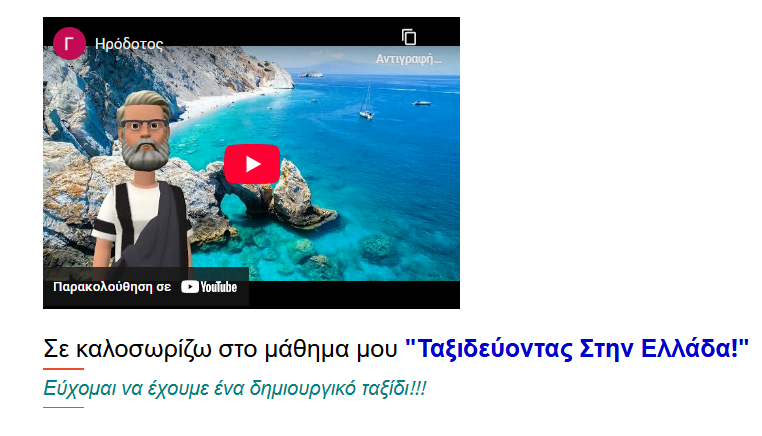 Γ Ηρόδοτος
Αντιγραφή...
Παρακολούθηση σε YouTube
Σε καλοσωρίζω στο μάθημα μου "Ταξιδεύοντας Στην Ελλάδα!"
Εύχομαι να έχουμε ένα δημιουργικό ταξίδι!!!